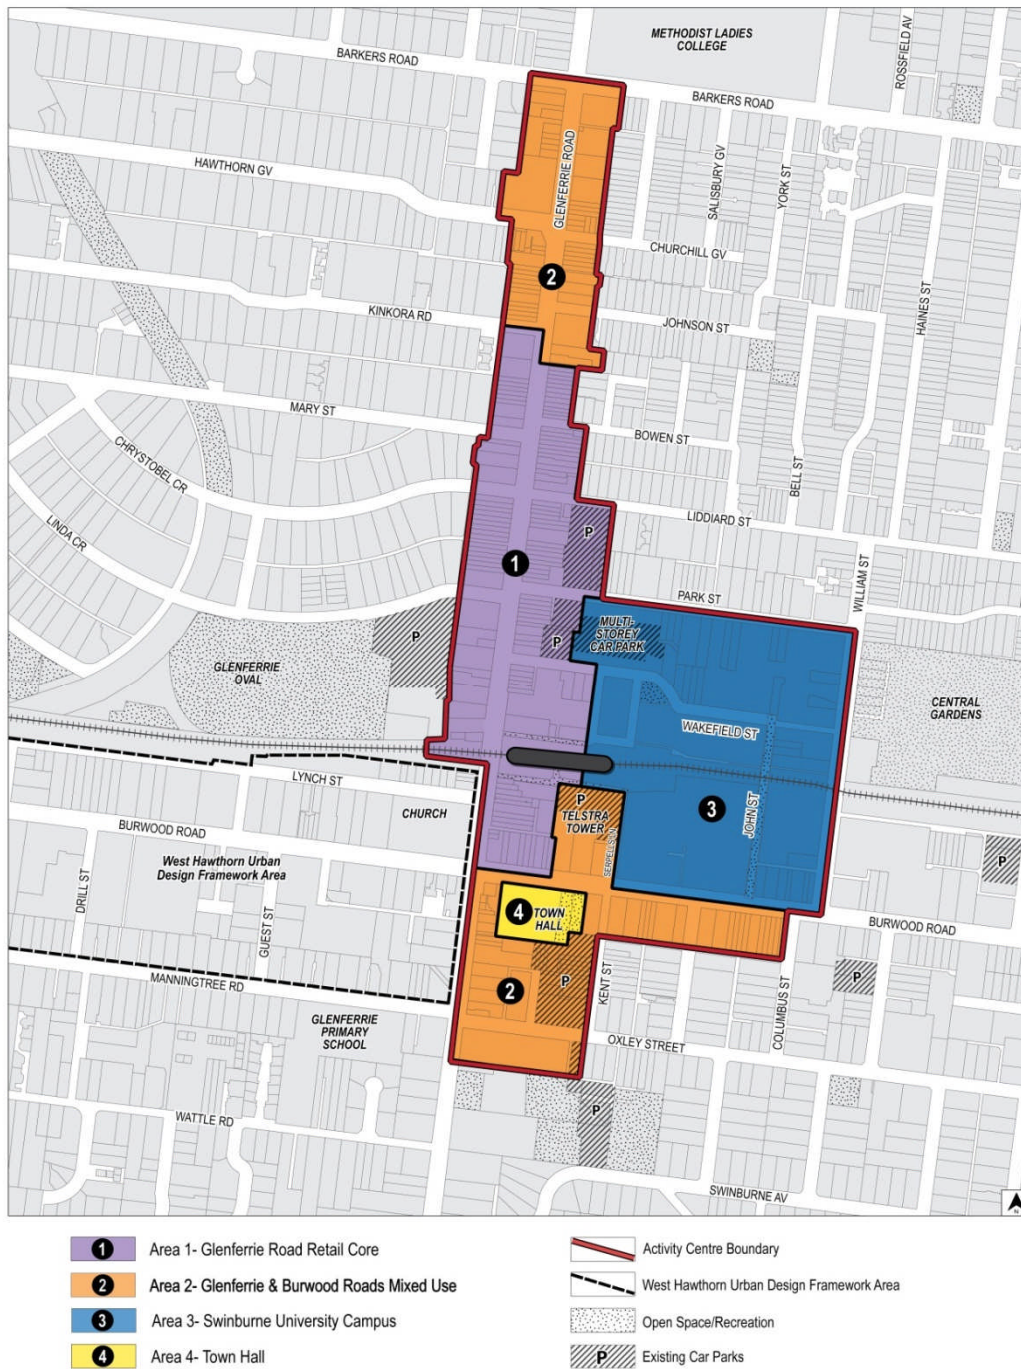 METHODIST LADIES
COLLEGE
ROSSFIELD AV
BARKERS ROAD
BARKERS ROAD
HAWTHORN GV
GLENFERRIE ROAD
SALISBURY GV
YORK ST
CHURCHILL GV
2
HAINES ST
KINKORA RD
JOHNSON ST
MARY ST
BOWEN ST
CHRYSTOBEL CR
BELL ST
LINDA CR
LIDDIARD ST
P
1
WILLIAM ST
PARK ST
P
P
MULTI-
STOREY
CAR PARK
GLENFERRIE
OVAL
CENTRAL
GARDENS
WAKEFIELD ST
LYNCH ST
CHURCH
P
TELSTRA
TOWER
3
JOHN ST
BURWOOD ROAD
SERPELLS LN
P
West Hawthorn Urban
Design Framework Area
DRILL ST
GUEST ST
4
TOWN
HALL
BURWOOD ROAD
MANNINGTREE RD
2
P
KENT ST
P
COLUMBUS ST
GLENFERRIE
PRIMARY
SCHOOL
OXLEY STREET
WATTLE RD
P
SWINBURNE AV
N
1 Area 1- Glenferrie Road Retail Core
2 Area 2- Glenferrie & Burwood Roads Mixed Use
3 Area 3- Swinburne University Campus
4 Area 4- Town Hall
Activity Centre Boundary
West Hawthorn Urban Design Framework Area
Open Space/Recreation
P Existing Car Parks